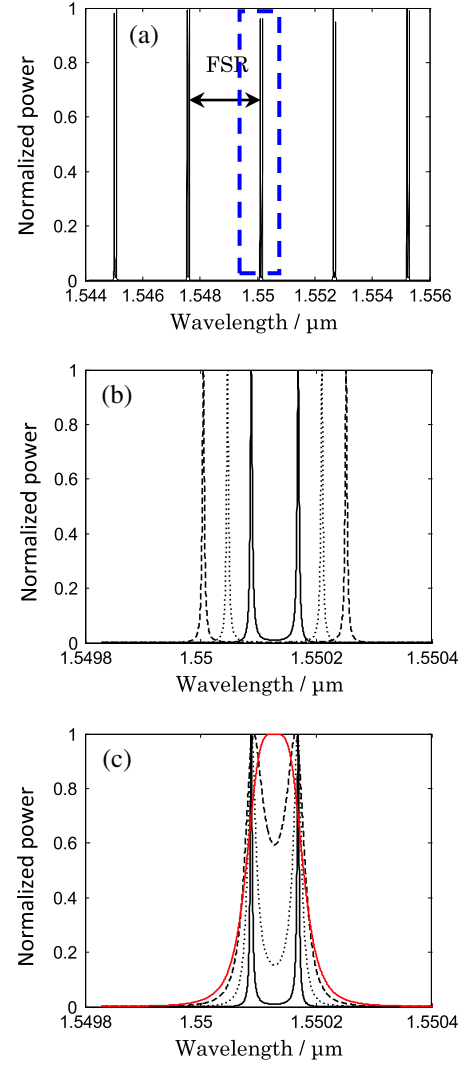 (a)
FSR
Normalized power
1
0.8
0.6
0.4
0.2
0
1.544 1.546 1.548 1.55 1.552 1.554 1.556
Wavelength / μm
(b)
Normalized power
1
0.8
0.6
0.4
0.2
0
1.5498 1.55 1.5502 1.5504
Wavelength / μm
(c)
Normalized power
1
0.8
0.6
0.4
0.2
0
1.5498 1.55 1.5502 1.5504
Wavelength / μm